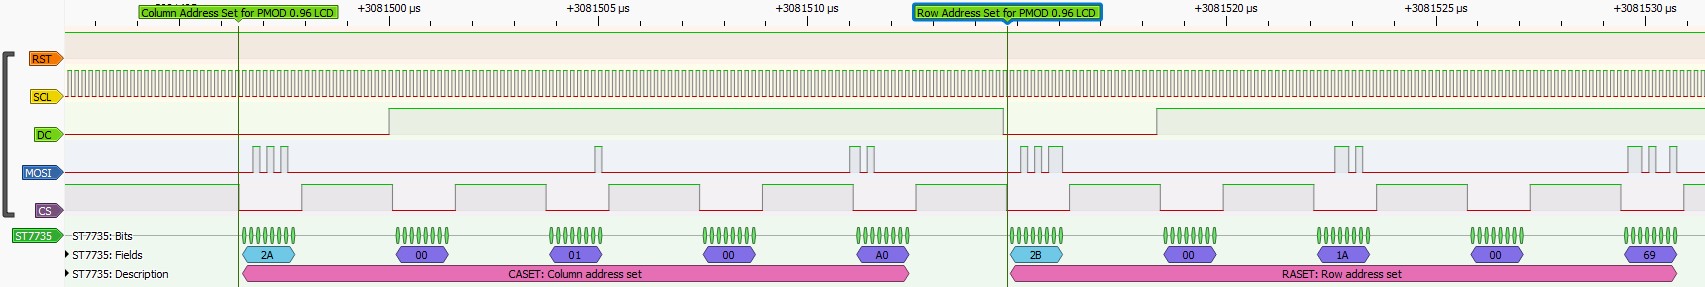 Column Address Set for PMOD 0.96 LCD
+3081500 µs
+3081505 µs
+3081510 µs
Row Address Set for PMOD 0.96 LCD
+3081520 µs
+3081525 µs
+3081530 µs
RST
SCL
DC
MOSI
CS
ST7735
ST7735: Bits
ST7735: Fields
2A 00 01 00 A0 2B 00 1A 00 69
ST7735: Description
CASET: Column address set
RASET: Row address set